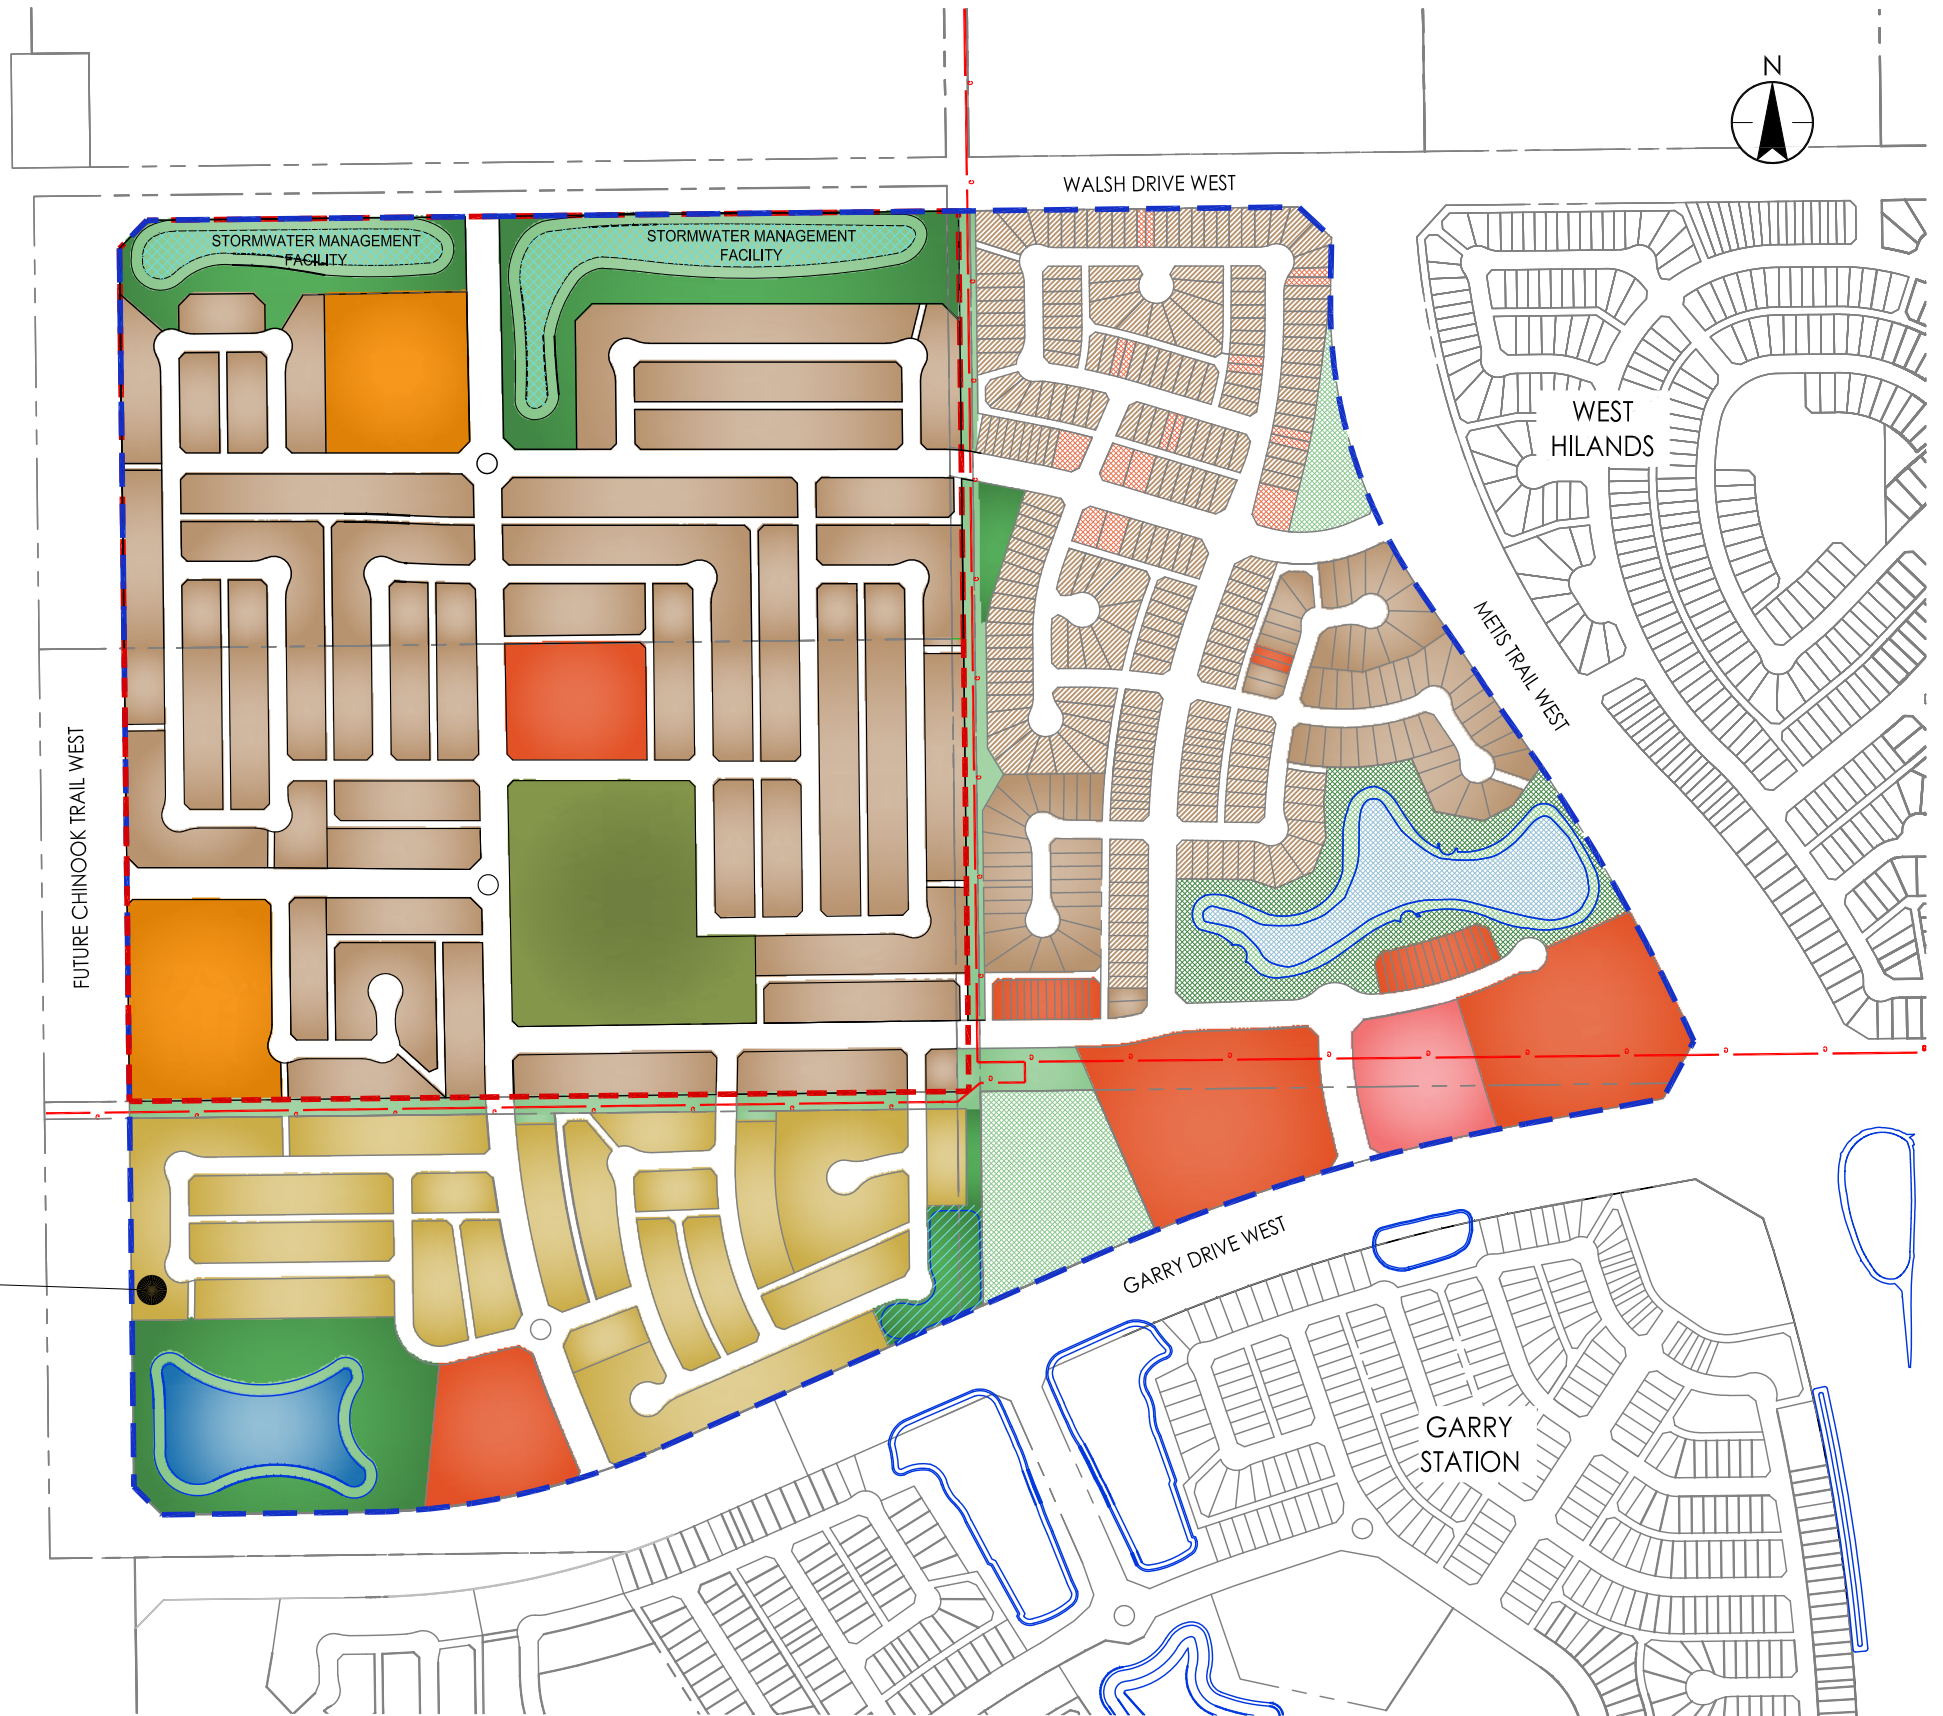 N
WALSH DRIVE WEST
STORMWATER MANAGEMENT
FACILITY
STORMWATER MANAGEMENT
FACILITY
WEST
HILANDS
METIS TRAIL WEST
FUTURE CHINOOK TRAIL WEST
GARRY DRIVE WEST
GARRY
STATION